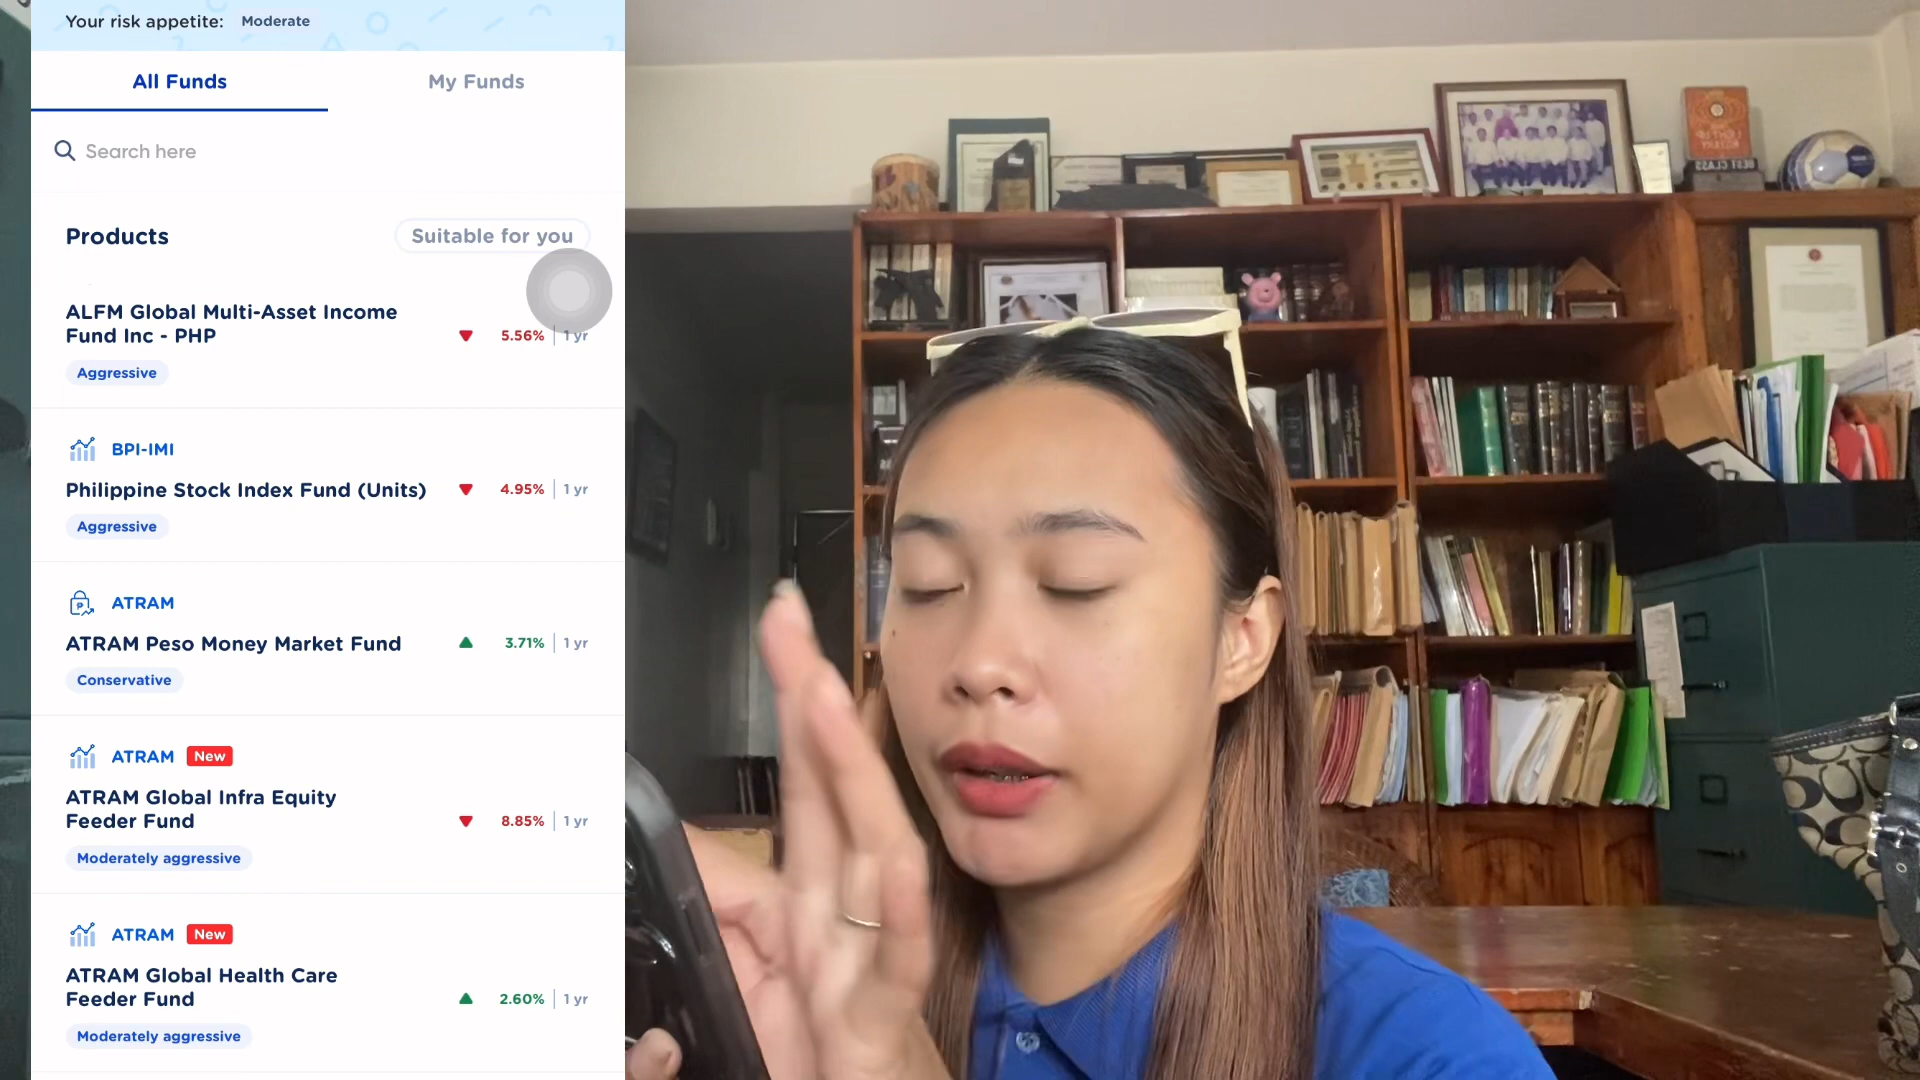 Your risk appetite: Moderate
All Funds
My Funds
Search here
Products
Suitable for you
ALFM Global Multi-Asset Income
Fund Inc - PHP
5.56% | 1 yr
Aggressive
BPI-IMI
Philippine Stock Index Fund (Units)
4.95% | 1 yr
Aggressive
ATRAM
ATRAM Peso Money Market Fund
3.71% | 1 yr
Conservative
ATRAM New
ATRAM Global Infra Equity
Feeder Fund
8.85% | 1 yr
Moderately aggressive
ATRAM New
ATRAM Global Health Care
Feeder Fund
2.60% | 1 yr
Moderately aggressive
BEST CLASS